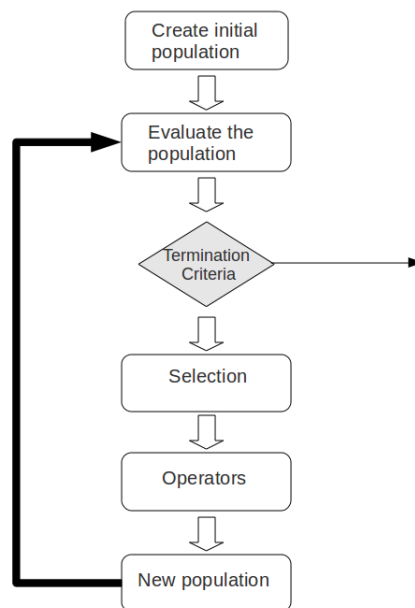 Create initial
population
Evaluate the
population
Termination
Criteria
Selection
Operators
New population